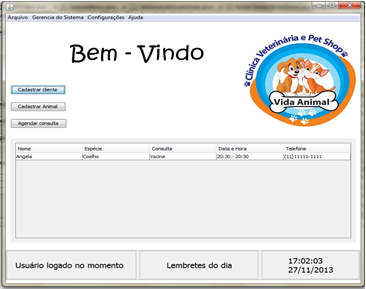 Arquivo Gerencia do Sistema Configurações Ajuda
Bem - Vindo
Clínica Veterinária e Pet Shop
Vida Animal
Cadastrar cliente
Cadastrar Animal
Agendar consulta
Nome Espécie Consulta Data e Hora Telefone
Angela Coelho Vacina 20:30 - 20:30 (11)11111-1111
Usuário logado no momento
Lembretes do dia
17:02:03
27/11/2013